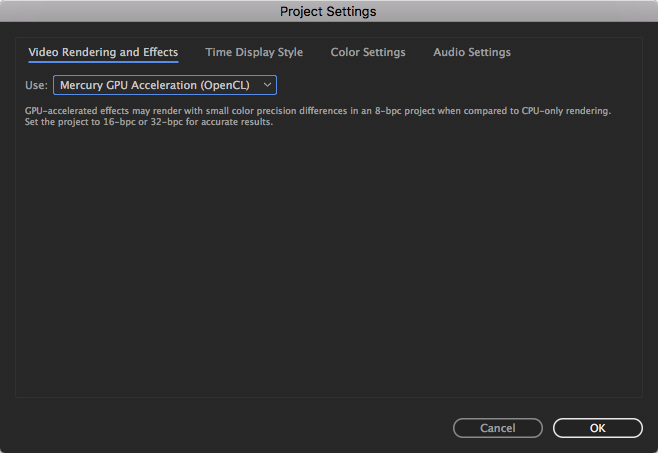 Project Settings
Video Rendering and Effects Time Display Style Color Settings Audio Settings
Use: Mercury GPU Acceleration (OpenCL)
GPU-accelerated effects may render with small color precision differences in an 8-bpc project when compared to CPU-only rendering.
Set the project to 16-bpc or 32-bpc for accurate results.
Cancel OK